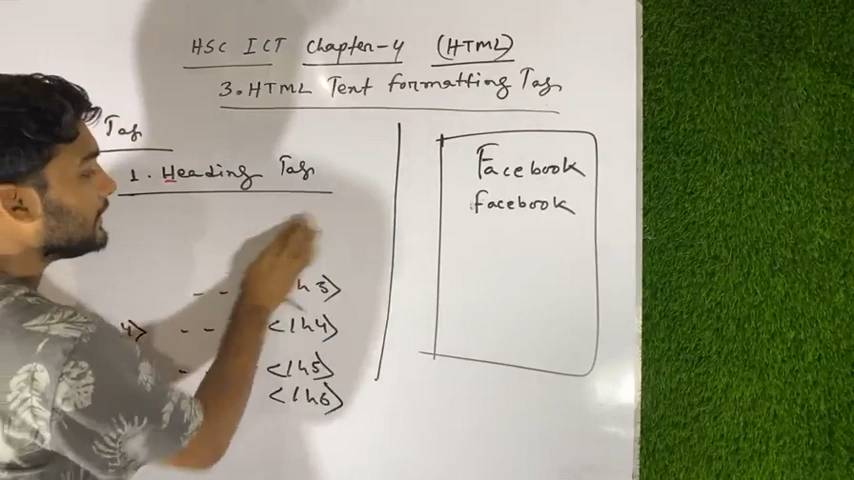 HSC ICT Chapter-4 (HTML)
3. HTML Text formatting Tag
Tag
1. Heading Tag
h3>
4> - - </h4>
</h5>
</h6>
Facebook
facebook